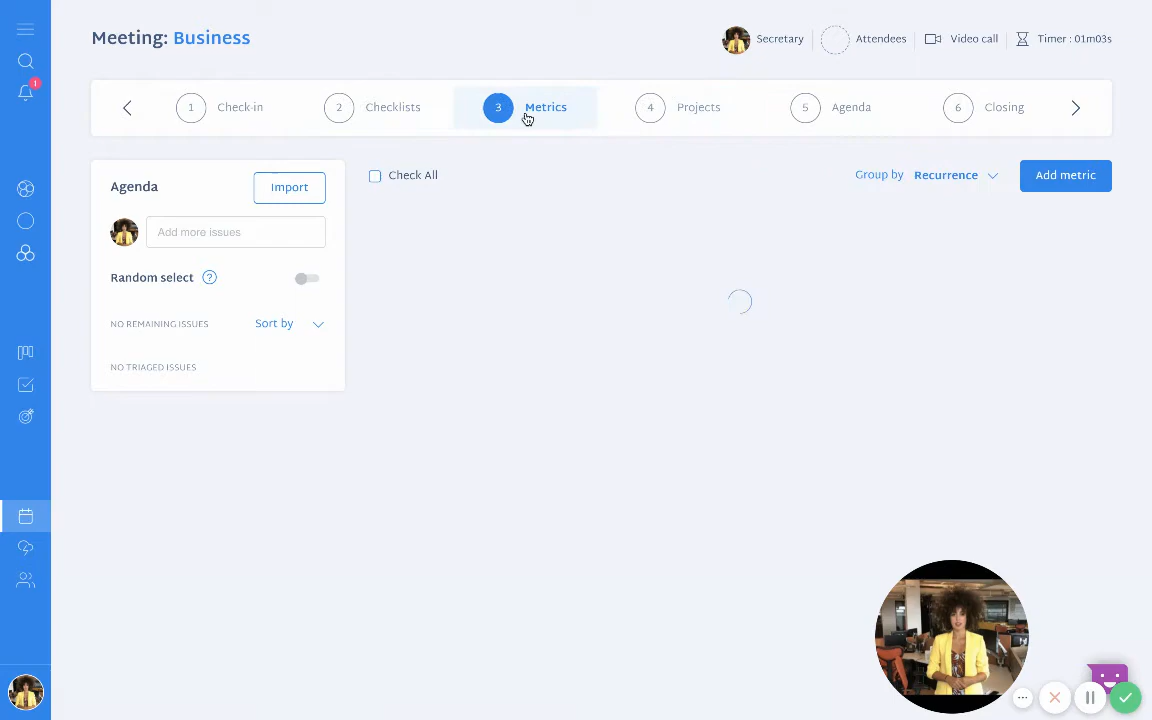 Meeting: Business
Secretary
Attendees
Video call
Timer : 01m03s
1
1 Check-in
2 Checklists
3 Metrics
4 Projects
5 Agenda
6 Closing
Agenda
Import
Check All
Group by Recurrence
Add metric
Add more issues
Random select ?
NO REMAINING ISSUES
Sort by
NO TRIAGED ISSUES